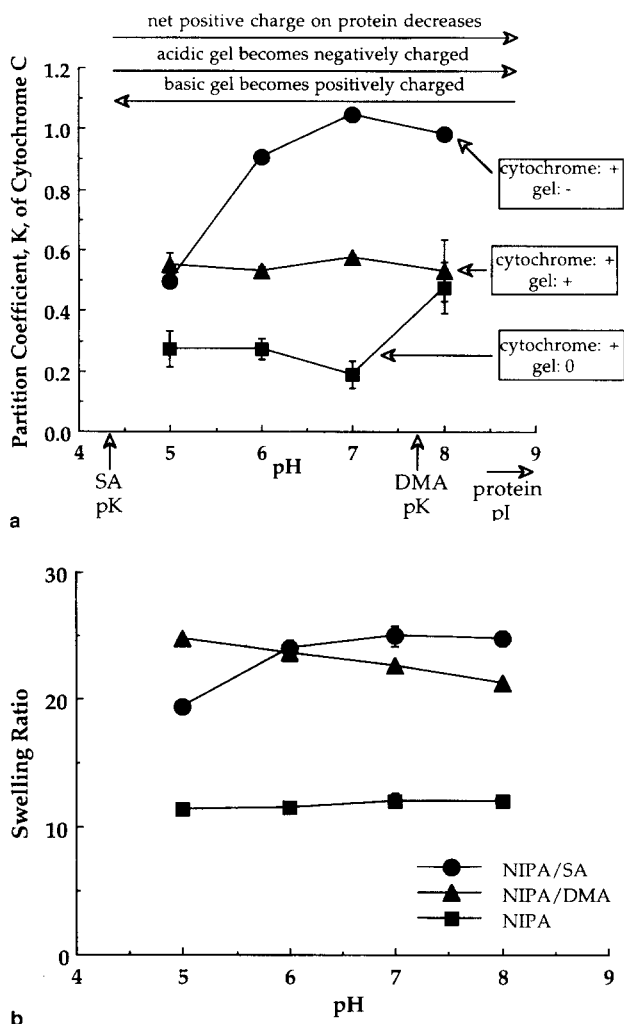 net positive charge on protein decreases
acidic gel becomes negatively charged
basic gel becomes positively charged
Partition Coefficient, K, of Cytochrome C
1.2
1.0
0.8
0.6
0.4
0.2
0.0
cytochrome: +
gel: -
cytochrome: +
gel: +
cytochrome: +
gel: 0
4 5 6 7 8 9
pH
SA
pK
DMA
pK
protein
pI
a
Swelling Ratio
30
20
10
0
NIPA/SA
NIPA/DMA
NIPA
4 5 6 7 8 9
pH
b